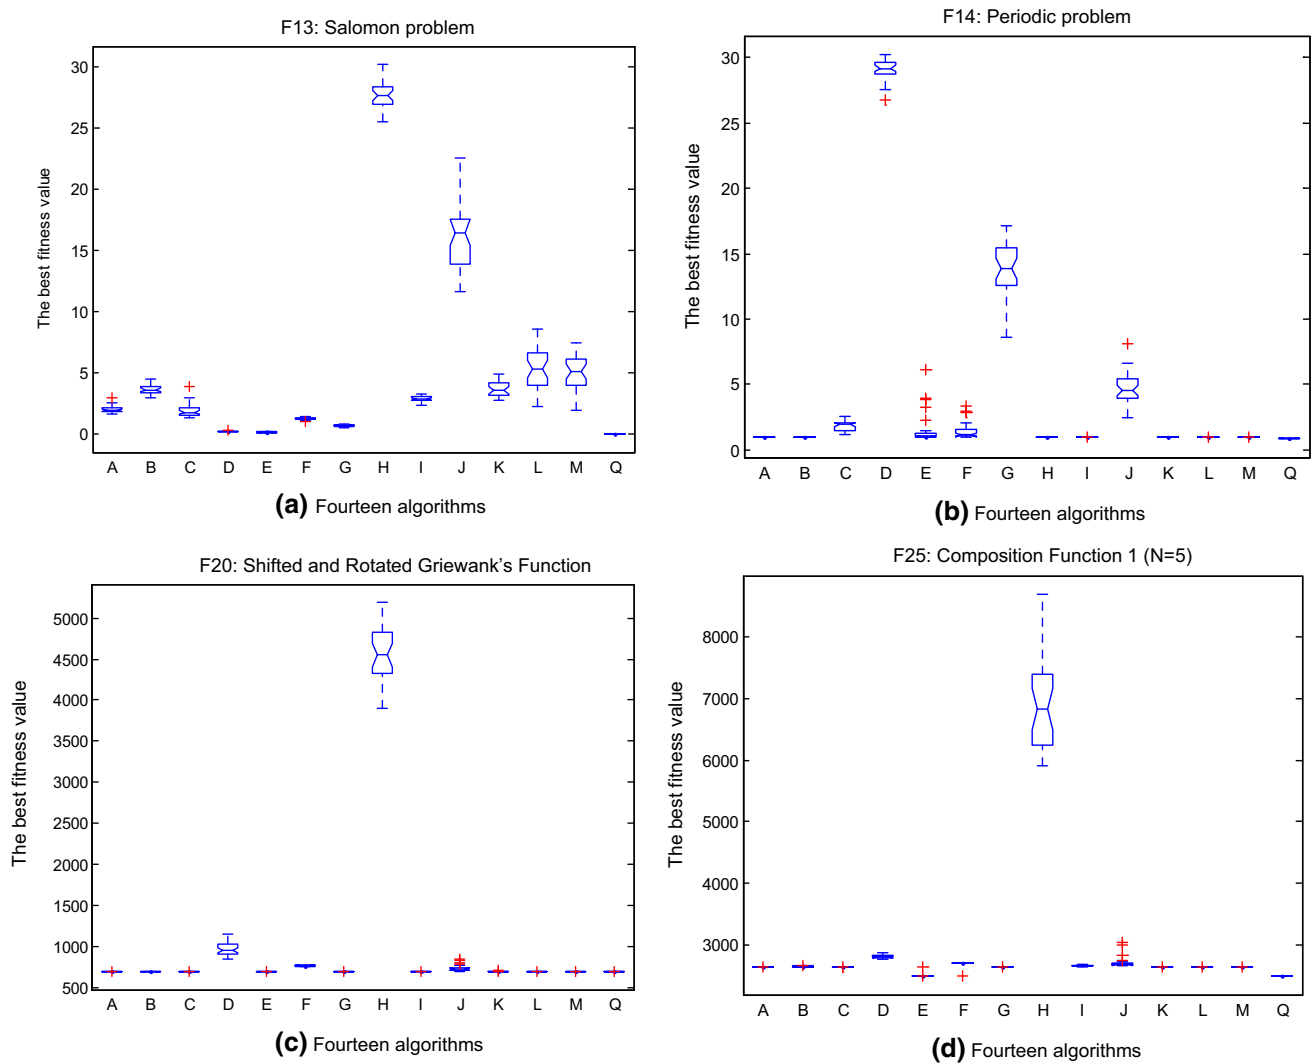 F13: Salomon problem
The best fitness value
30
25
20
15
10
5
0
A B C D E F G H I J K L M Q
(a) Fourteen algorithms
F14: Periodic problem
The best fitness value
30
25
20
15
10
5
0
A B C D E F G H I J K L M Q
(b) Fourteen algorithms
F20: Shifted and Rotated Griewank's Function
The best fitness value
5000
4500
4000
3500
3000
2500
2000
1500
1000
500
A B C D E F G H I J K L M Q
(c) Fourteen algorithms
F25: Composition Function 1 (N=5)
The best fitness value
8000
7000
6000
5000
4000
3000
A B C D E F G H I J K L M Q
(d) Fourteen algorithms